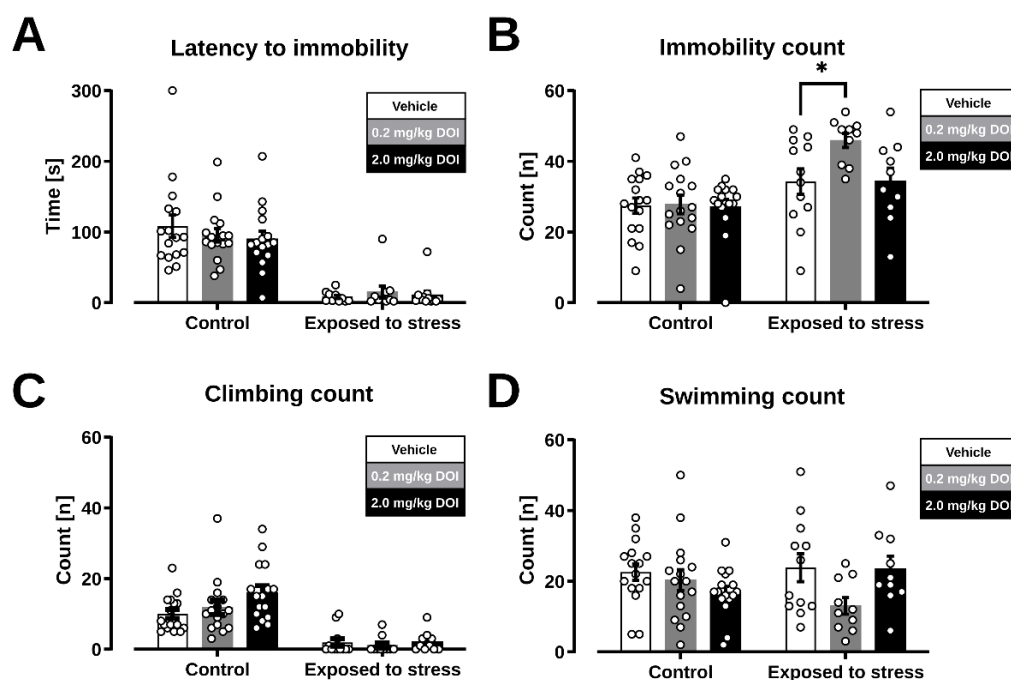 A
Latency to immobility
300
200
100
0
Time [s]
Vehicle
0.2 mg/kg DOI
2.0 mg/kg DOI
Control
Exposed to stress
B
Immobility count
*
60
40
20
0
Count [n]
Vehicle
0.2 mg/kg DOI
2.0 mg/kg DOI
Control
Exposed to stress
C
Climbing count
60
40
20
0
Count [n]
Vehicle
0.2 mg/kg DOI
2.0 mg/kg DOI
Control
Exposed to stress
D
Swimming count
60
40
20
0
Count [n]
Vehicle
0.2 mg/kg DOI
2.0 mg/kg DOI
Control
Exposed to stress